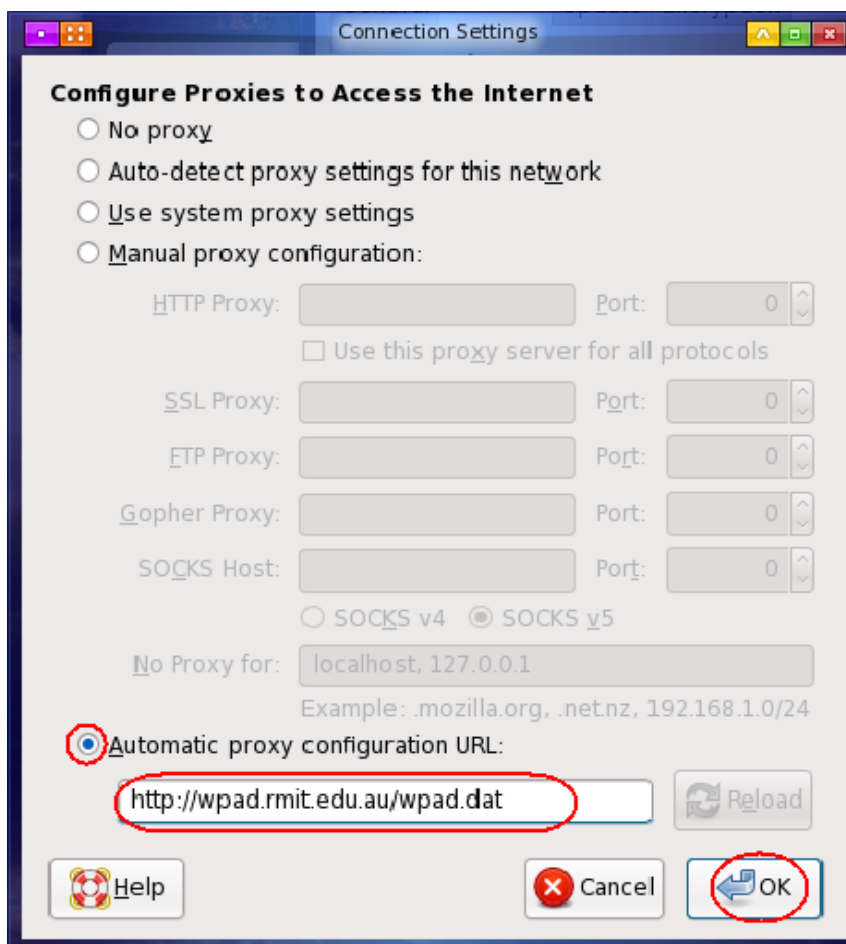 Connection Settings
Configure Proxies to Access the Internet
No proxy
Auto-detect proxy settings for this network
Use system proxy settings
Manual proxy configuration:
HTTP Proxy: Port: 0
Use this proxy server for all protocols
SSL Proxy: Port: 0
FTP Proxy: Port: 0
Gopher Proxy: Port: 0
SOCKS Host: Port: 0
SOCKS v4 SOCKS v5
No Proxy for: localhost, 127.0.0.1
Example: .mozilla.org, .net.nz, 192.168.1.0/24
Automatic proxy configuration URL:
http://wpad.rmit.edu.au/wpad.dat Reload
Help Cancel OK